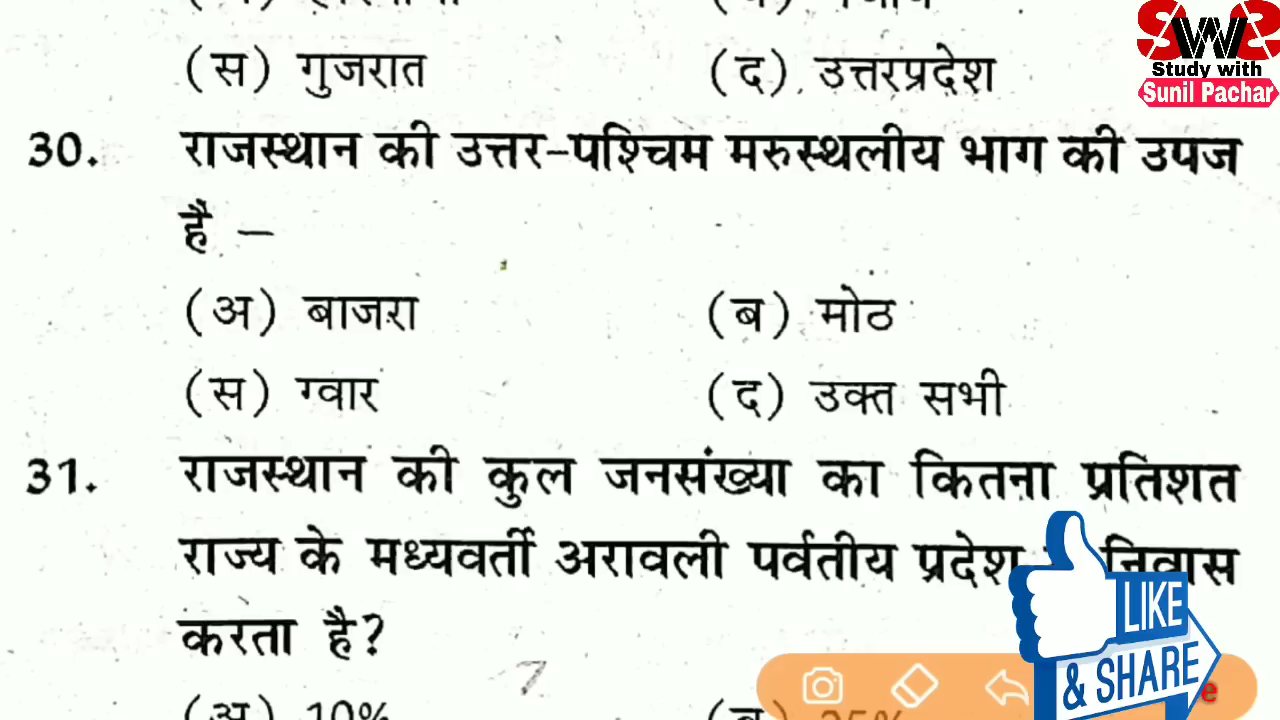 (स) गुजरात (द) उत्तरप्रदेश
Study with
Sunil Pachar
30. राजस्थान की उत्तर-पश्चिम मरुस्थलीय भाग की उपज
हैं –
(अ) बाजरा (ब) मोठ
(स) ग्वार (द) उक्त सभी
31. राजस्थान की कुल जनसंख्या का कितना प्रतिशत
राज्य के मध्यवर्ती अरावली पर्वतीय प्रदेश निवास
करता है?
LIKE
& SHARE
(अ) 10% (ब)